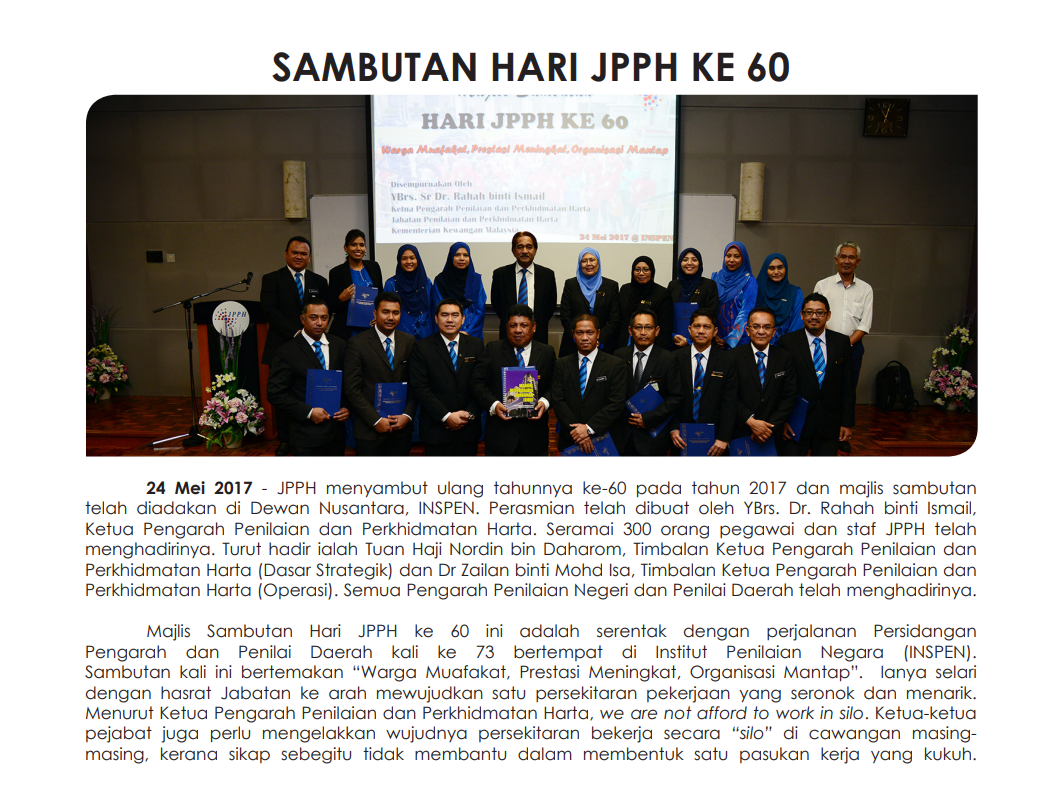 SAMBUTAN HARI JPPH KE 60
HARI JPPH KE 60
Warga Muafakat, Prestasi Meningkat, Organisasi Mantap
Disempurnakan Oleh
YBrs. Sr Dr. Rahah binti Ismail
Ketua Pengarah Penilaian dan Perkhidmatan Harta
Jabatan Penilaian dan Perkhidmatan Harta
Kementerian Kewangan Malaysia
24 Mei 2017 @ INSPEN
JPPH
24 Mei 2017 - JPPH menyambut ulang tahunnya ke-60 pada tahun 2017 dan majlis sambutan
telah diadakan di Dewan Nusantara, INSPEN. Perasmian telah dibuat oleh YBrs. Dr. Rahah binti Ismail,
Ketua Pengarah Penilaian dan Perkhidmatan Harta. Seramai 300 orang pegawai dan staf JPPH telah
menghadirinya. Turut hadir ialah Tuan Haji Nordin bin Daharom, Timbalan Ketua Pengarah Penilaian dan
Perkhidmatan Harta (Dasar Strategik) dan Dr Zailan binti Mohd Isa, Timbalan Ketua Pengarah Penilaian dan
Perkhidmatan Harta (Operasi). Semua Pengarah Penilaian Negeri dan Penilai Daerah telah menghadirinya.
Majlis Sambutan Hari JPPH ke 60 ini adalah serentak dengan perjalanan Persidangan
Pengarah dan Penilai Daerah kali ke 73 bertempat di Institut Penilaian Negara (INSPEN).
Sambutan kali ini bertemakan “Warga Muafakat, Prestasi Meningkat, Organisasi Mantap”. Ianya selari
dengan hasrat Jabatan ke arah mewujudkan satu persekitaran pekerjaan yang seronok dan menarik.
Menurut Ketua Pengarah Penilaian dan Perkhidmatan Harta, we are not afford to work in silo. Ketua-ketua
pejabat juga perlu mengelakkan wujudnya persekitaran bekerja secara “silo” di cawangan masing-
masing, kerana sikap sebegitu tidak membantu dalam membentuk satu pasukan kerja yang kukuh.